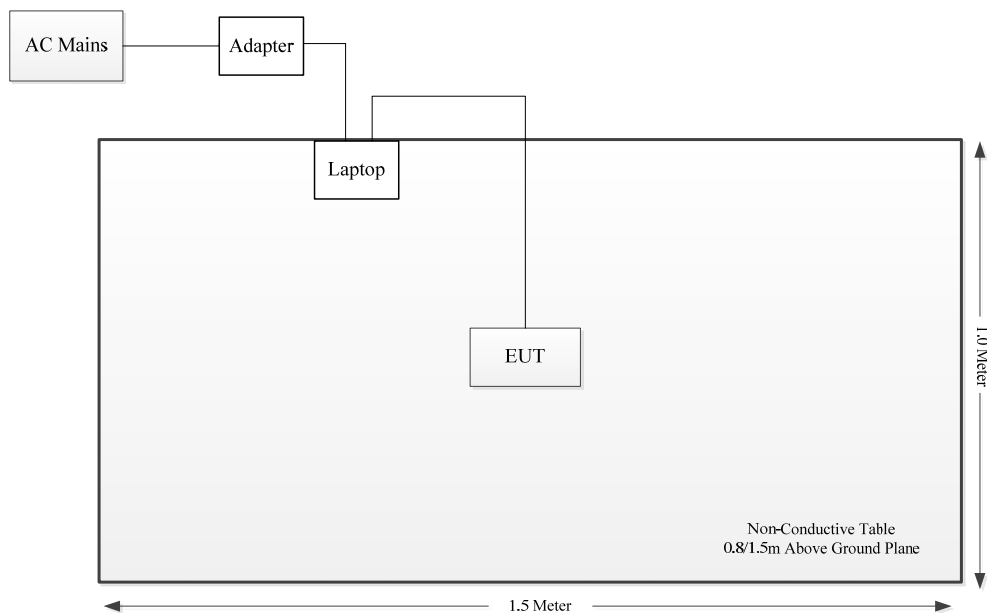 AC Mains
Adapter
Laptop
EUT
1.0 Meter
Non-Conductive Table
0.8/1.5m Above Ground Plane
1.5 Meter